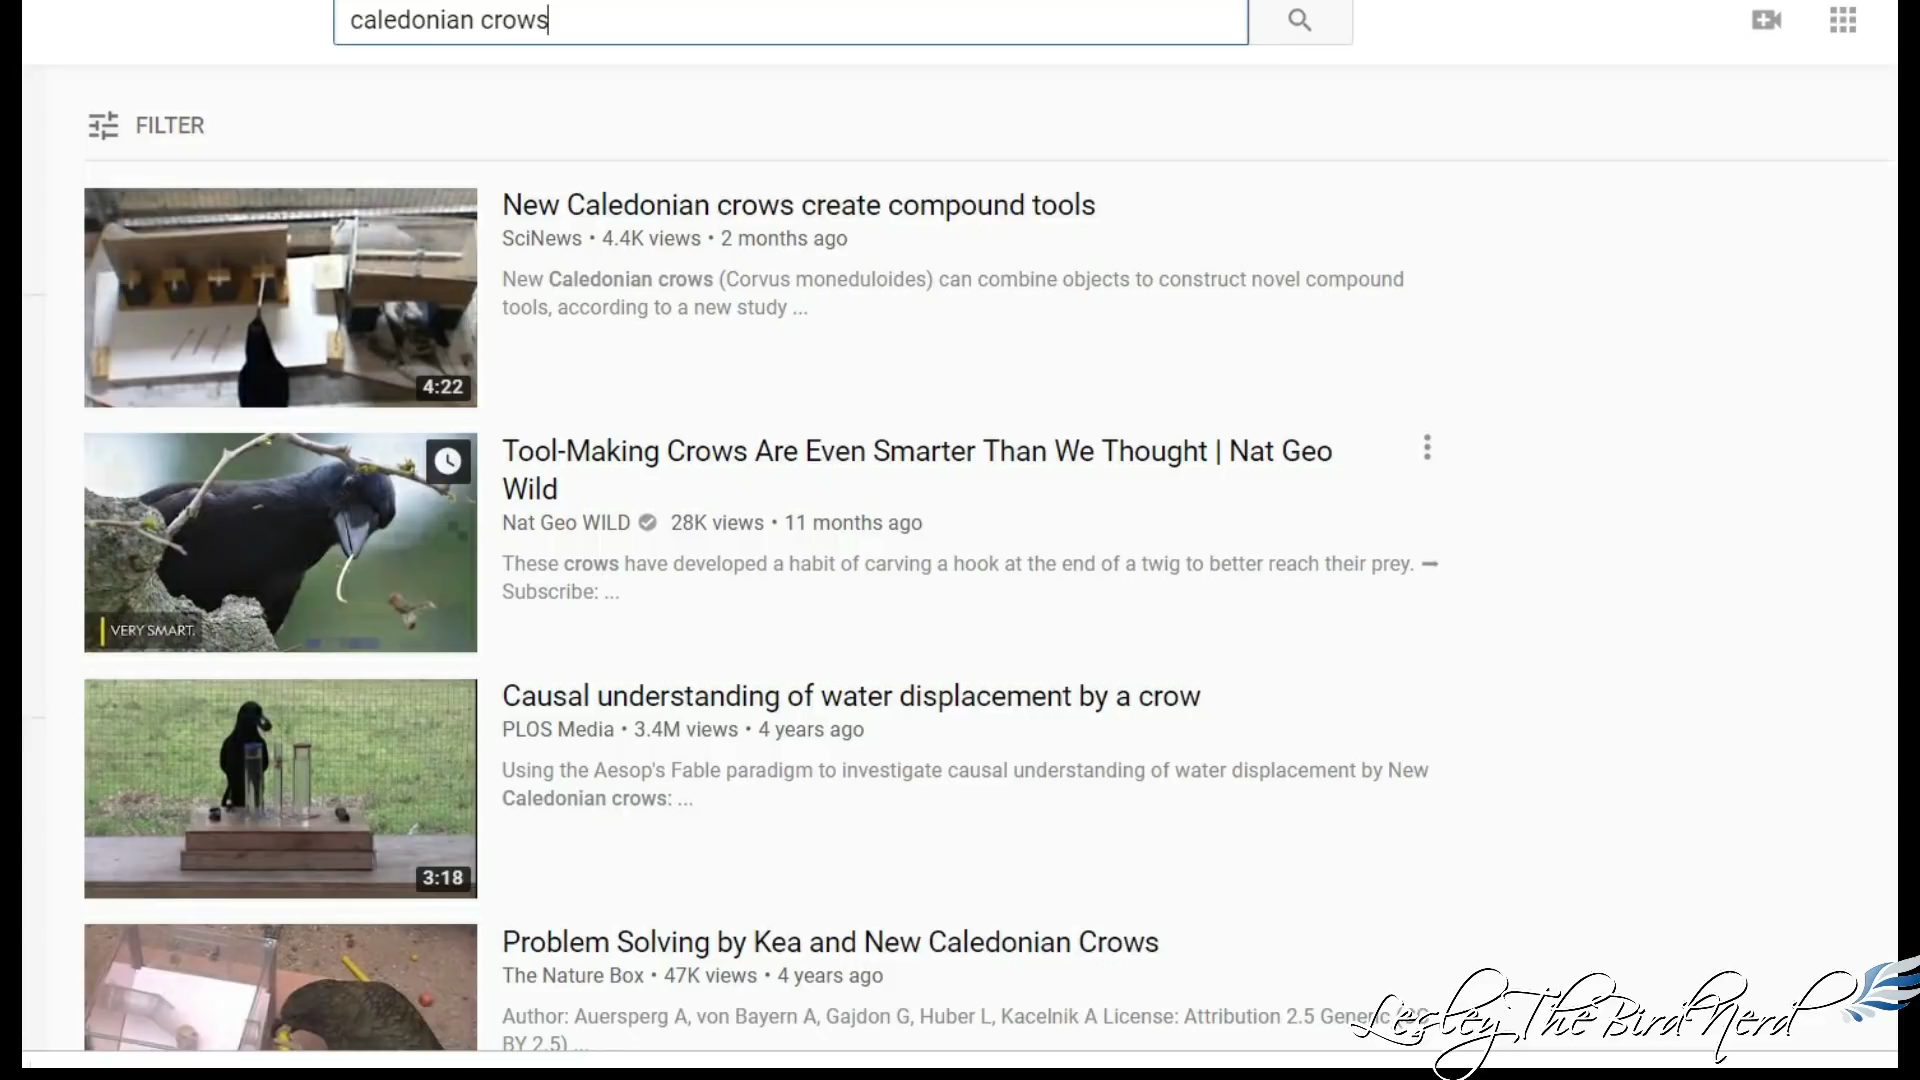 caledonian crows
FILTER
New Caledonian crows create compound tools
SciNews • 4.4K views • 2 months ago
New Caledonian crows (Corvus moneduloides) can combine objects to construct novel compound
tools, according to a new study ...
4:22
Tool-Making Crows Are Even Smarter Than We Thought | Nat Geo
Wild
Nat Geo WILD 28K views • 11 months ago
These crows have developed a habit of carving a hook at the end of a twig to better reach their prey. ➞
Subscribe: ...
VERY SMART.
Causal understanding of water displacement by a crow
PLOS Media • 3.4M views • 4 years ago
Using the Aesop's Fable paradigm to investigate causal understanding of water displacement by New
Caledonian crows: ...
3:18
Problem Solving by Kea and New Caledonian Crows
The Nature Box • 47K views • 4 years ago
Author: Auersperg A, von Bayern A, Gajdon G, Huber L, Kacelnik A License: Attribution 2.5 Generic
BY 2.5) ...
Lesley The Bird Nerd